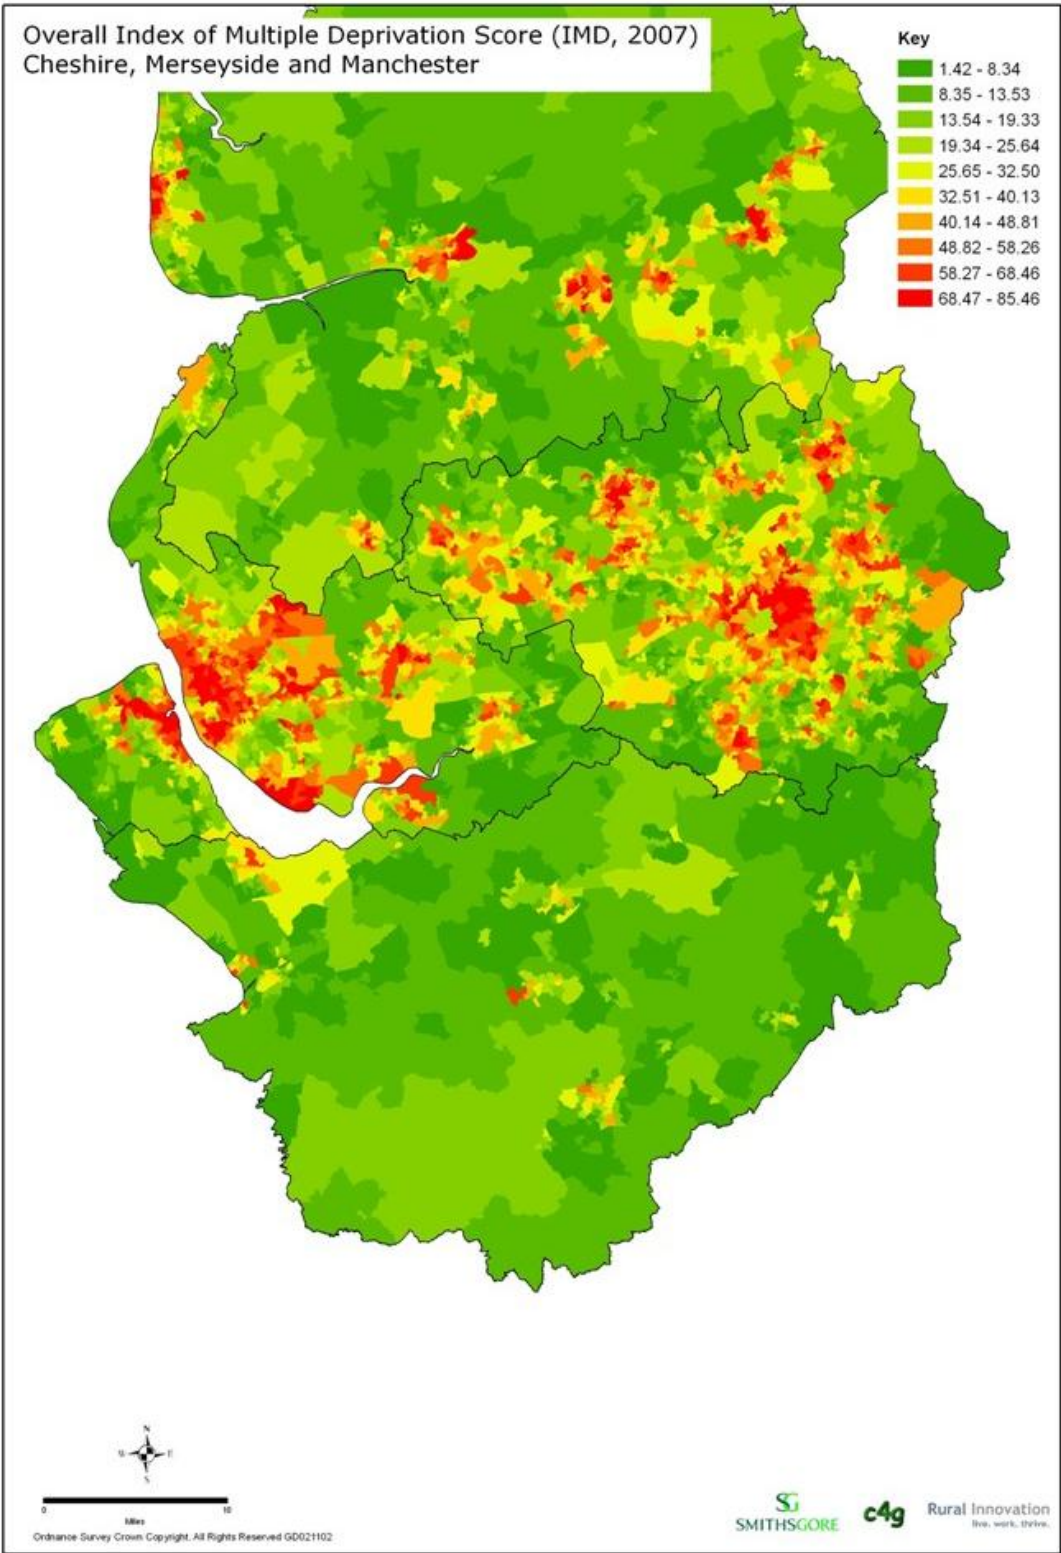 Overall Index of Multiple Deprivation Score (IMD, 2007)
Cheshire, Merseyside and Manchester
Key
1.42 - 8.34
8.35 - 13.53
13.54 - 19.33
19.34 - 25.64
25.65 - 32.50
32.51 - 40.13
40.14 - 48.81
48.82 - 58.26
58.27 - 68.46
68.47 - 85.46
N
W E
S
0 10
Miles
Ordnance Survey Crown Copyright. All Rights Reserved GD021102
SG
SMITHSGORE
c4g
Rural Innovation
live. work. thrive.